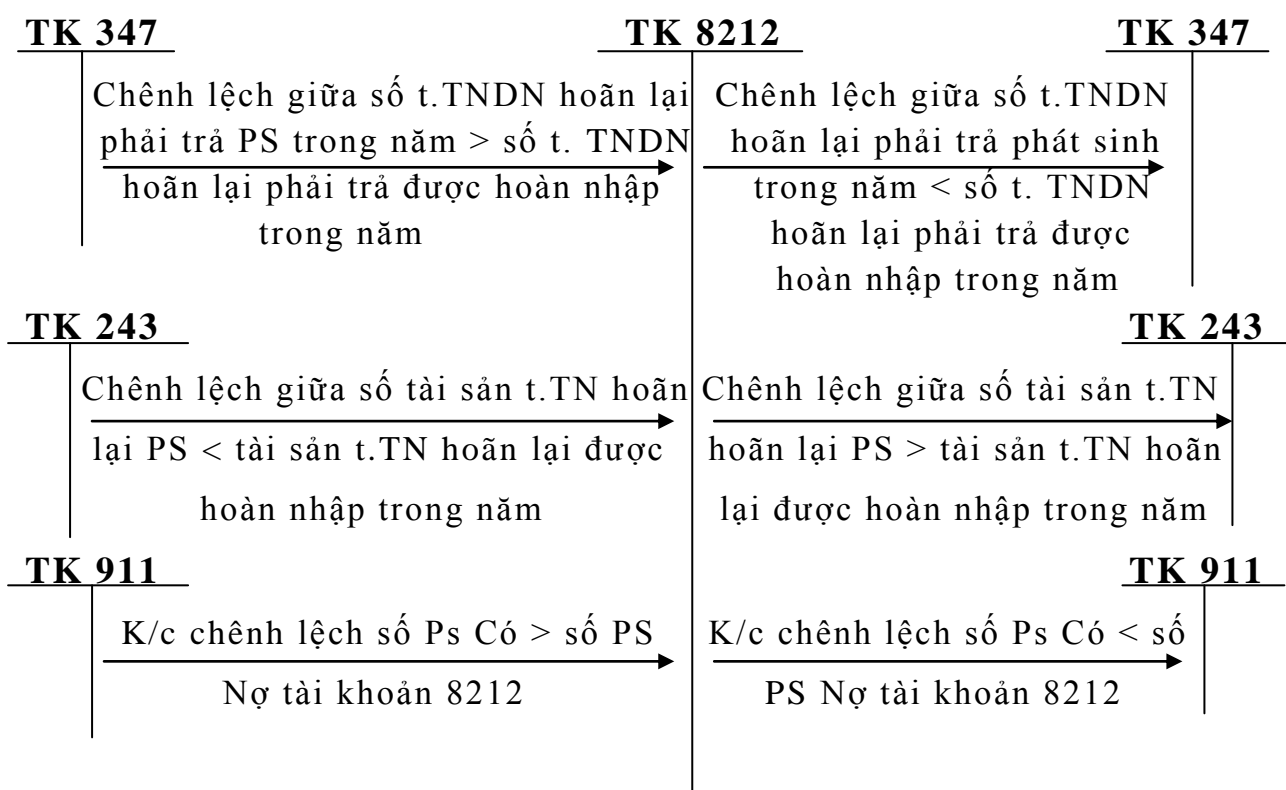 TK 347 TK 8212 TK 347
Chênh lệch giữa số t.TNDN hoãn lại
phải trả PS trong năm > số t. TNDN
hoãn lại phải trả được hoàn nhập
trong năm
Chênh lệch giữa số t.TNDN
hoãn lại phải trả phát sinh
trong năm < số t. TNDN
hoãn lại phải trả được
hoàn nhập trong năm
TK 243 TK 243
Chênh lệch giữa số tài sản t.TN hoãn
lại PS < tài sản t.TN hoãn lại được
hoàn nhập trong năm
Chênh lệch giữa số tài sản t.TN
hoãn lại PS > tài sản t.TN hoãn
lại được hoàn nhập trong năm
TK 911 TK 911
K/c chênh lệch số Ps Có > số PS
Nợ tài khoản 8212
K/c chênh lệch số Ps Có < số
PS Nợ tài khoản 8212